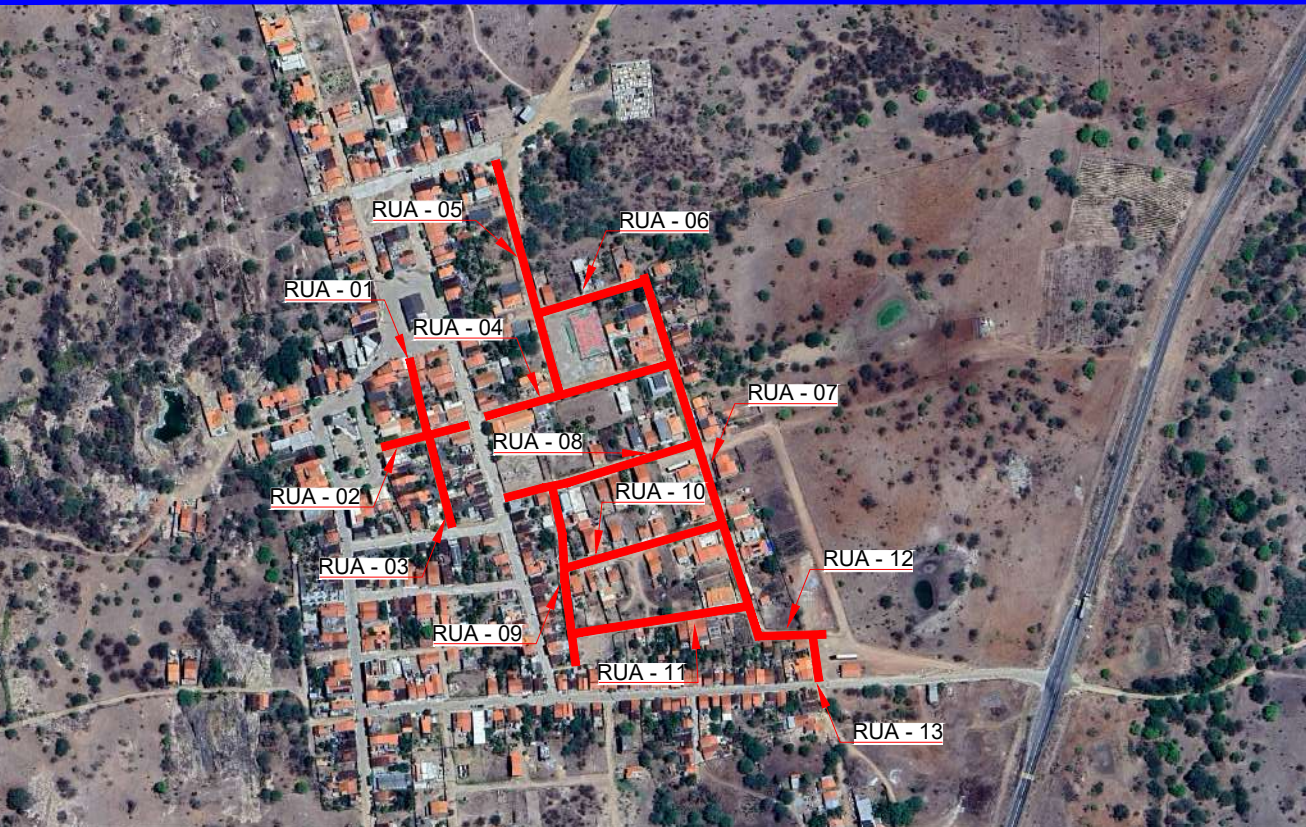 RUA - 05
RUA - 06
RUA - 01
RUA - 04
RUA - 07
RUA - 08
RUA - 02
RUA - 10
RUA - 03
RUA - 12
RUA - 09
RUA - 11
RUA - 13